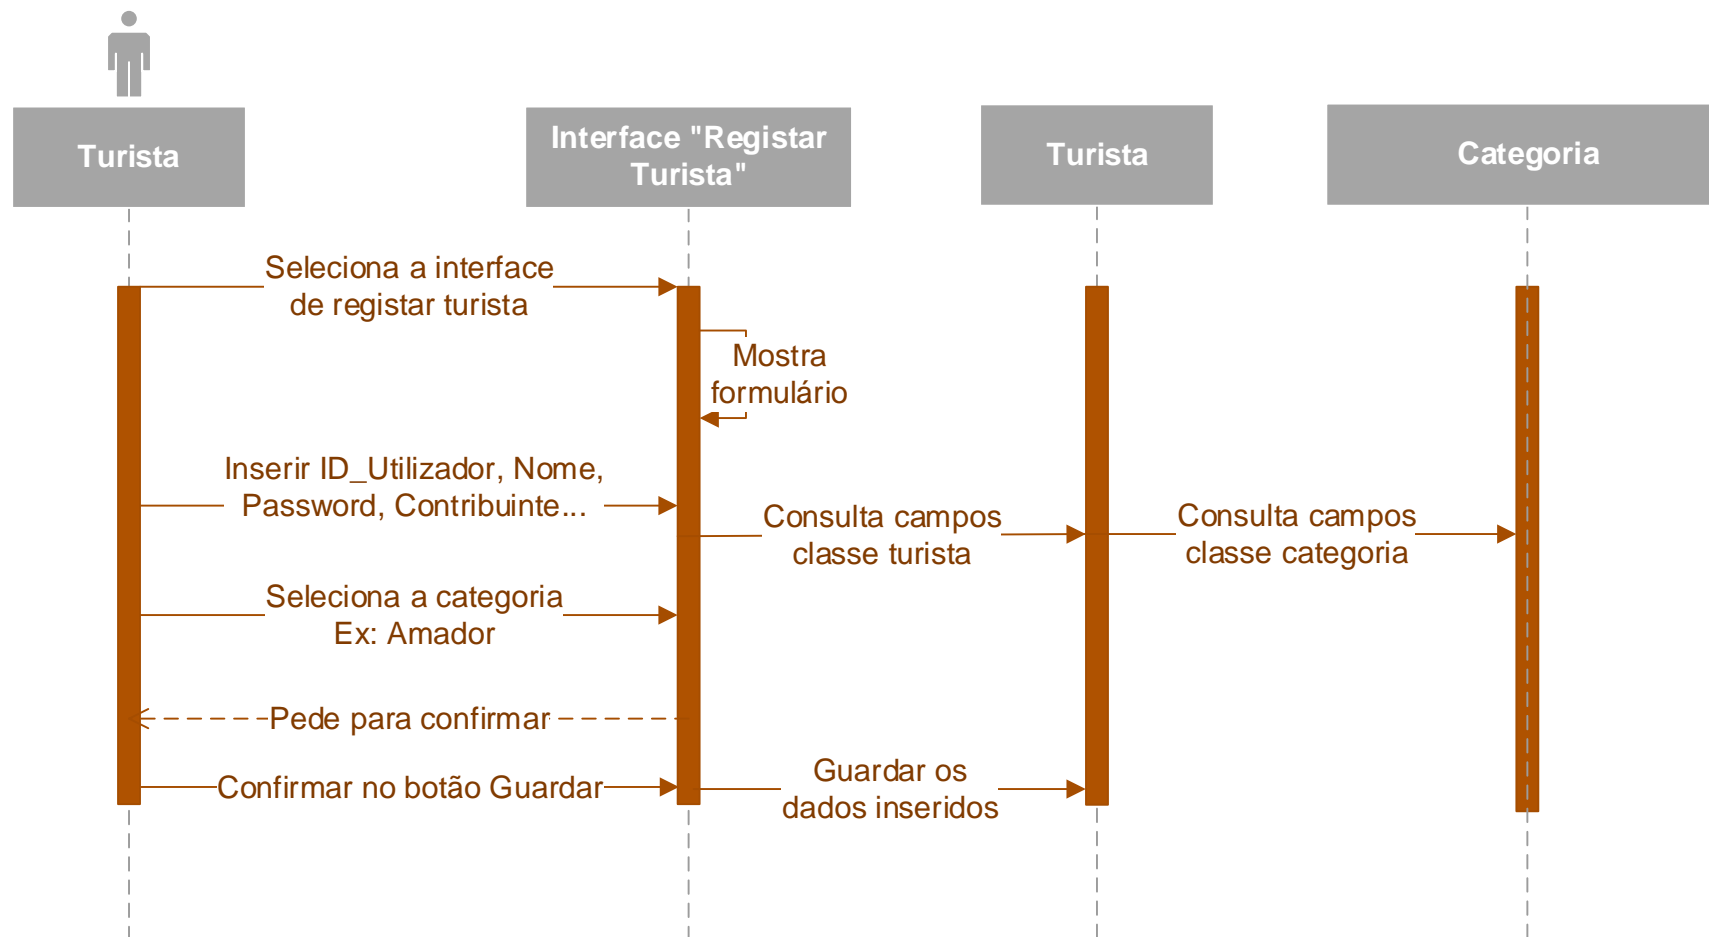 Turista
Interface "Registar
Turista"
Turista
Categoria
Seleciona a interface
de registar turista
Mostra
formulário
Inserir ID_Utilizador, Nome,
Password, Contribuinte...
Consulta campos
classe turista
Consulta campos
classe categoria
Seleciona a categoria
Ex: Amador
Pede para confirmar
Confirmar no botão Guardar
Guardar os
dados inseridos